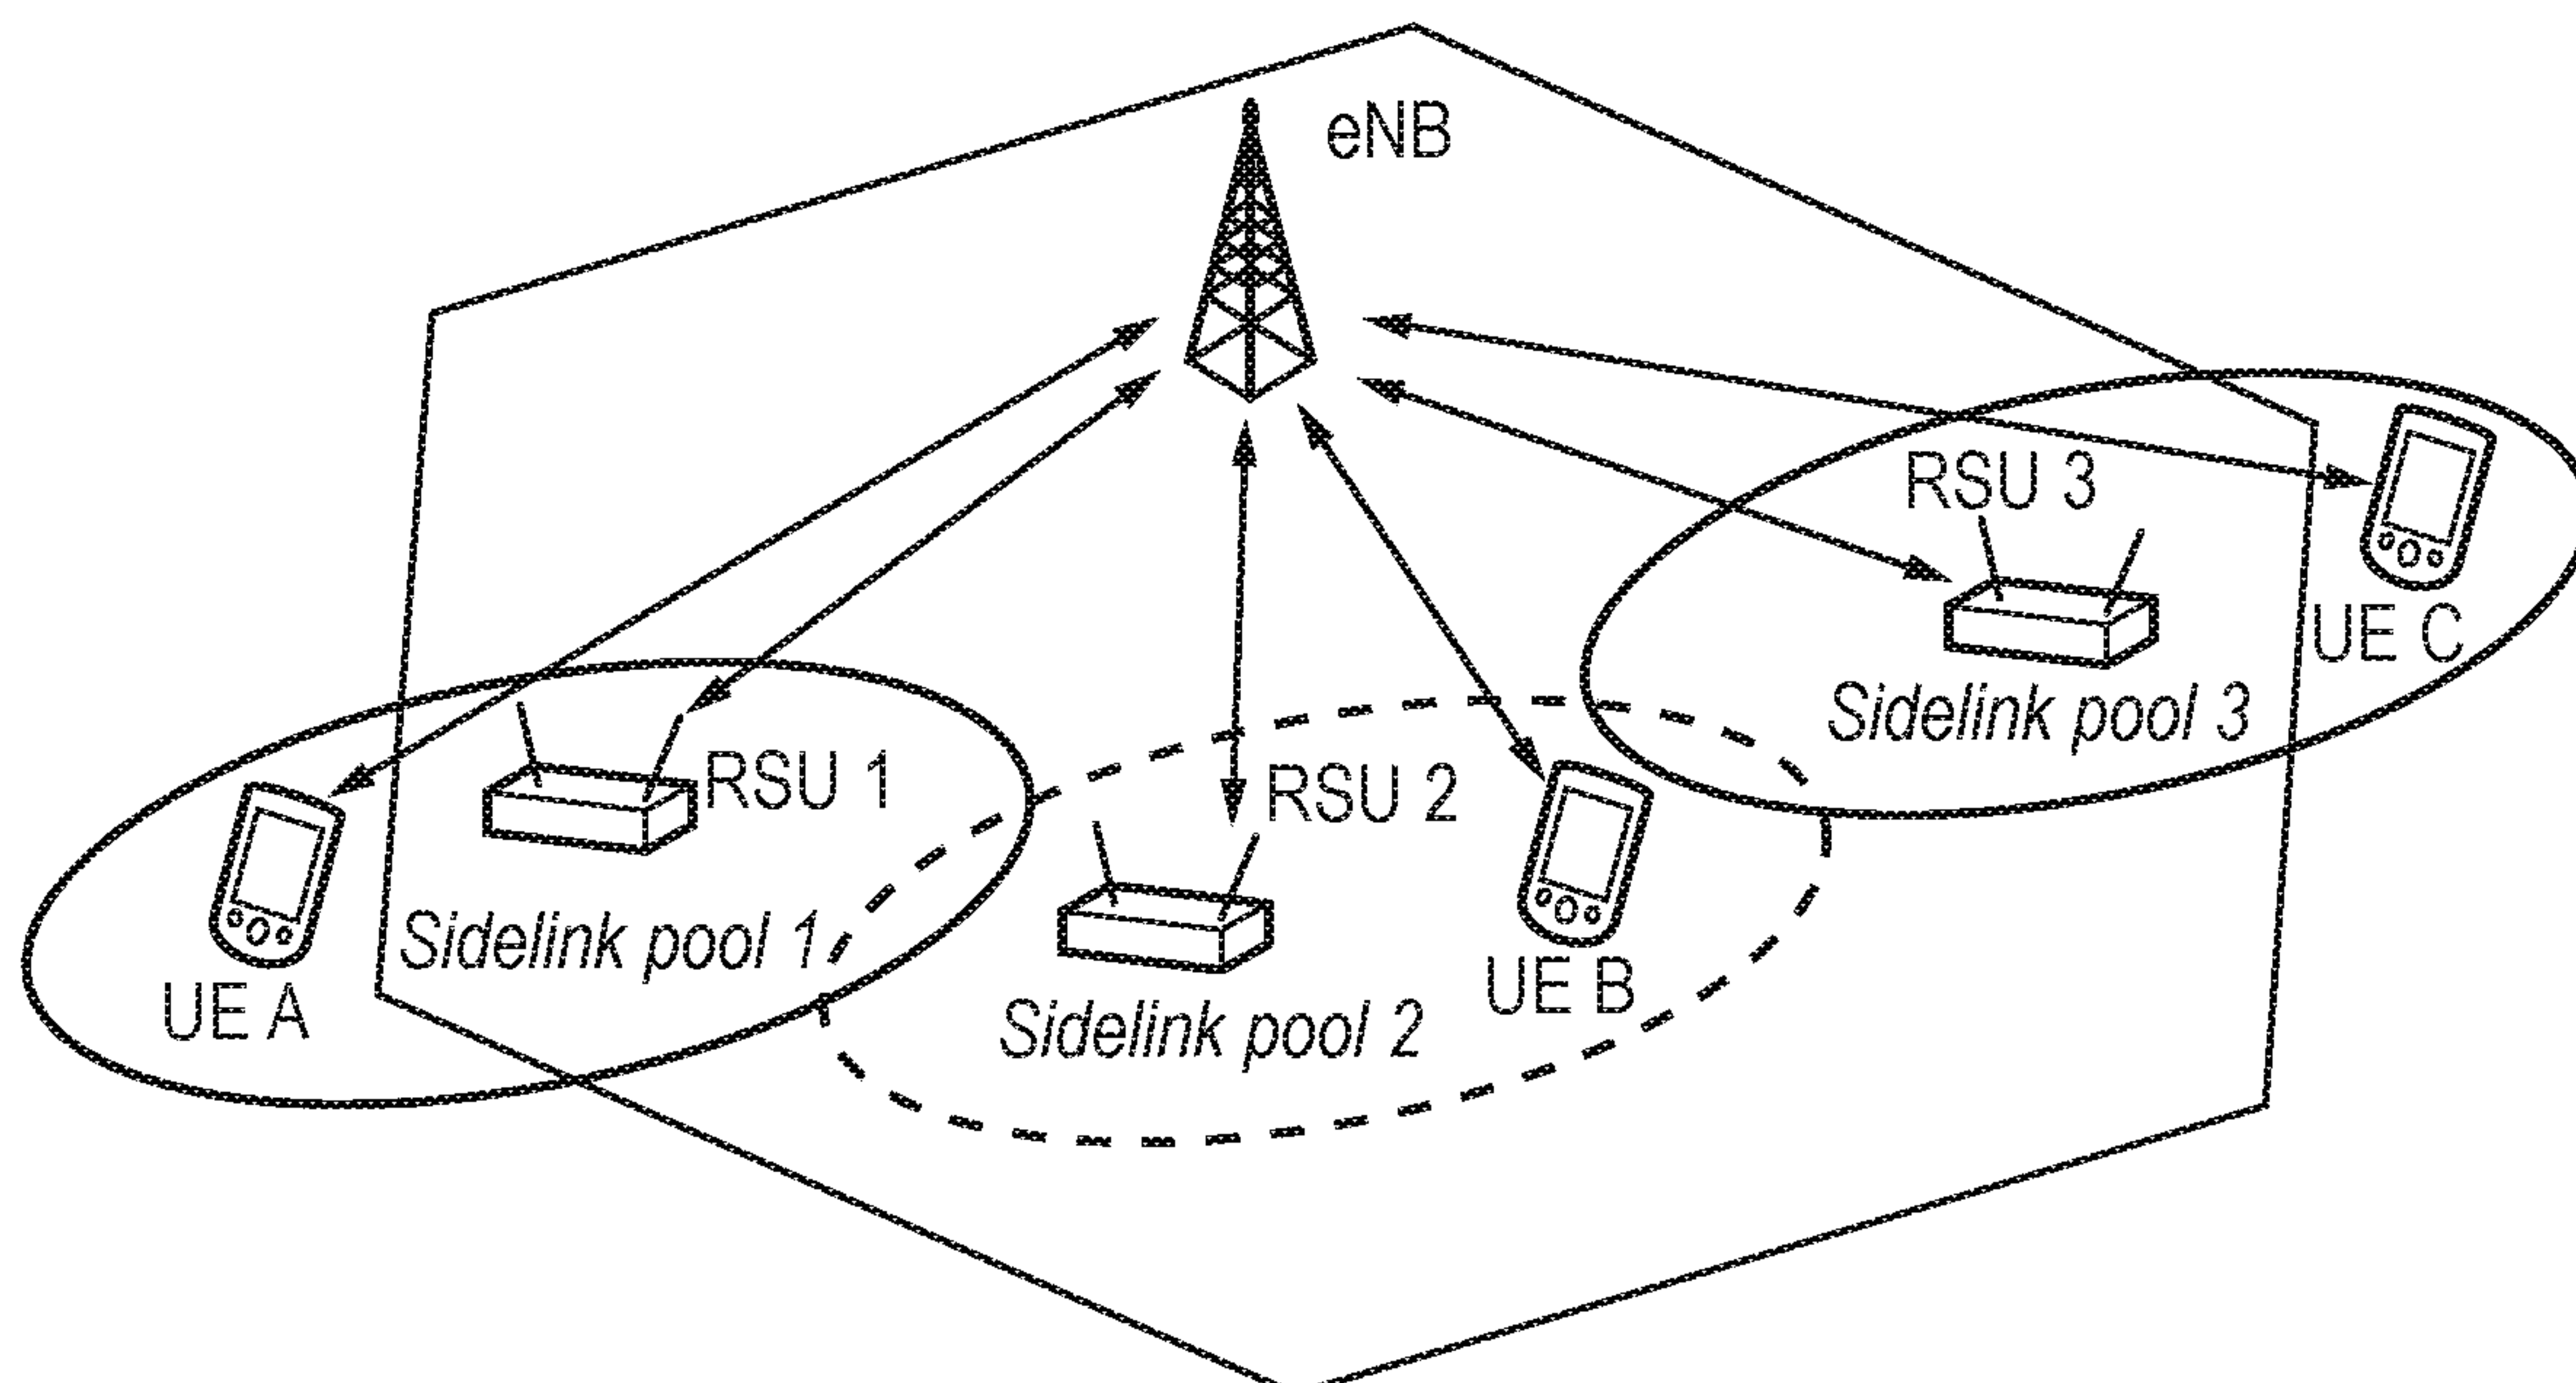 eNB
RSU 3
UE C
Sidelink pool 3
RSU 1
RSU 2
Sidelink pool 1
UE A
UE B
Sidelink pool 2